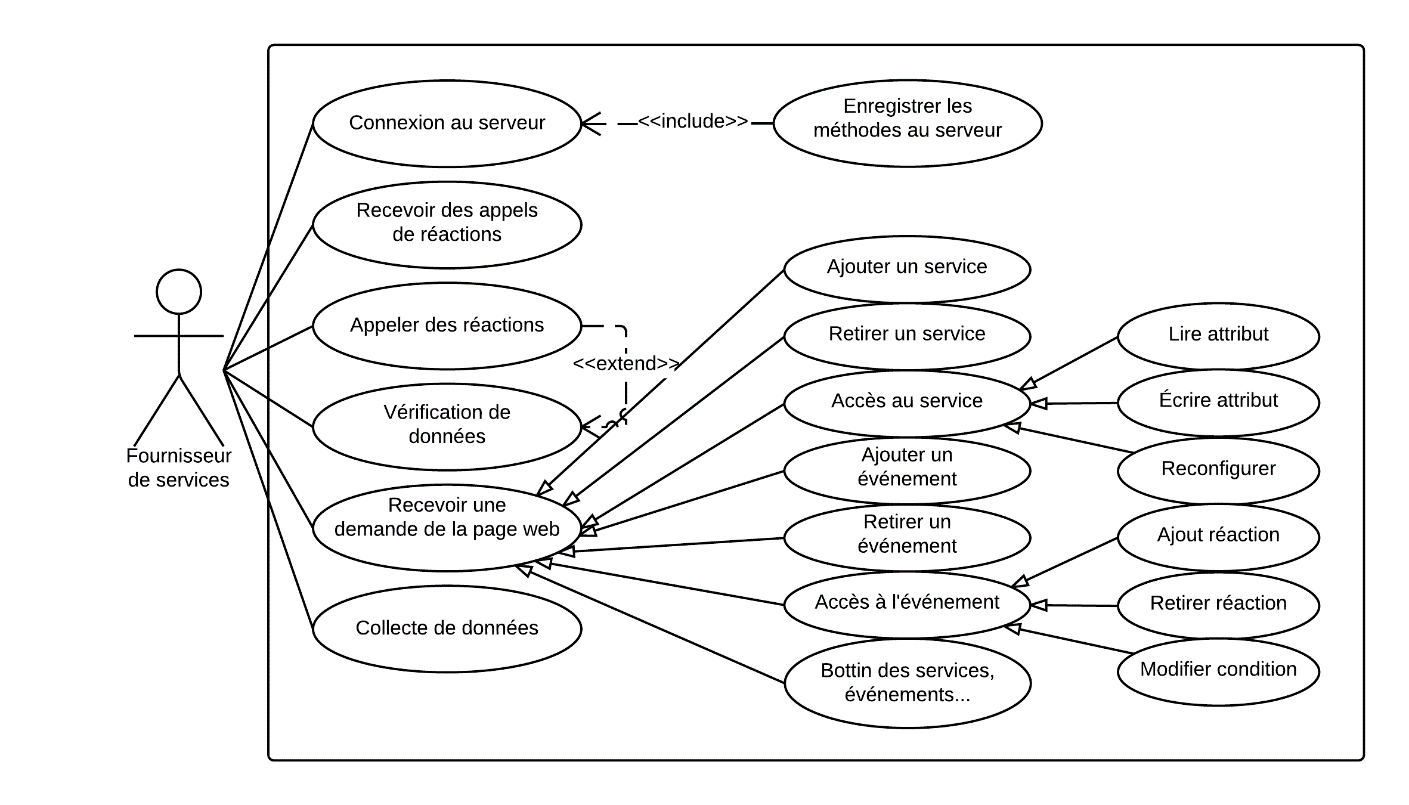 Connexion au serveur
<<include>>
Enregistrer les
méthodes au serveur
Recevoir des appels
de réactions
Appeler des réactions
<<extend>>
Vérification de
données
Fournisseur
de services
Recevoir une
demande de la page web
Collecte de données
Ajouter un service
Retirer un service
Accès au service
Ajouter un
événement
Retirer un
événement
Accès à l'événement
Bottin des services,
événements...
Lire attribut
Écrire attribut
Reconfigurer
Ajout réaction
Retirer réaction
Modifier condition